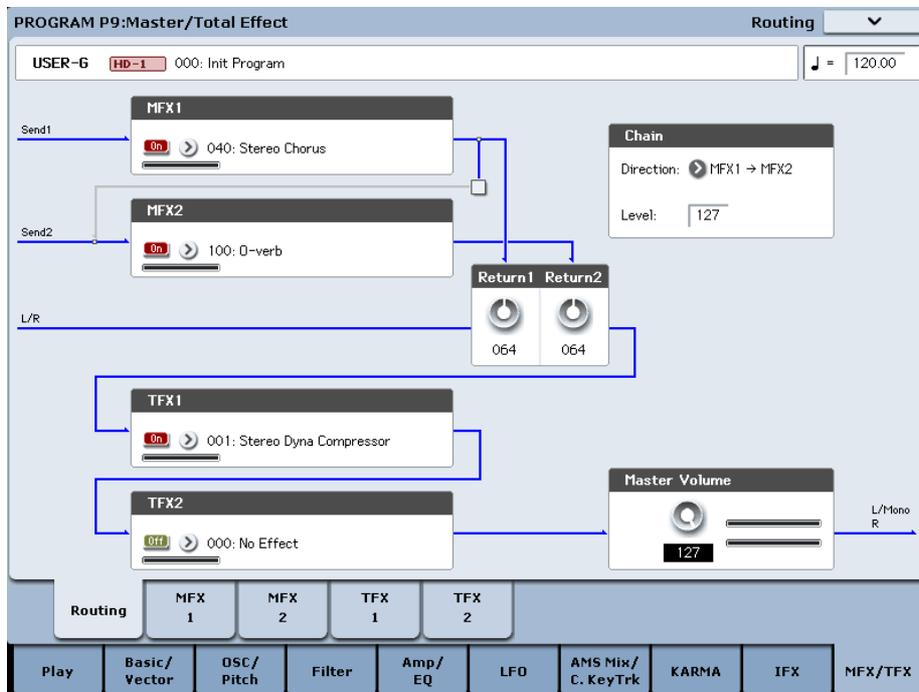 PROGRAM P9:Master/Total Effect Routing
USER-G HD-1 000: Init Program ♩ = 120.00
MFX1
Send1
On 040: Stereo Chorus
Chain
Direction: MFX1 → MFX2
Level: 127
MFX2
Send2
On 100: O-verb
Return1 Return2
L/R
064 064
TFX1
On 001: Stereo Dyna Compressor
TFX2
Off 000: No Effect
Master Volume
127
L/Mono
R
Routing
MFX
1
MFX
2
TFX
1
TFX
2
Play
Basic/
Vector
OSC/
Pitch
Filter
Amp/
EQ
LFO
AMS Mix/
C. KeyTrk
KARMA
IFX
MFX/TFX